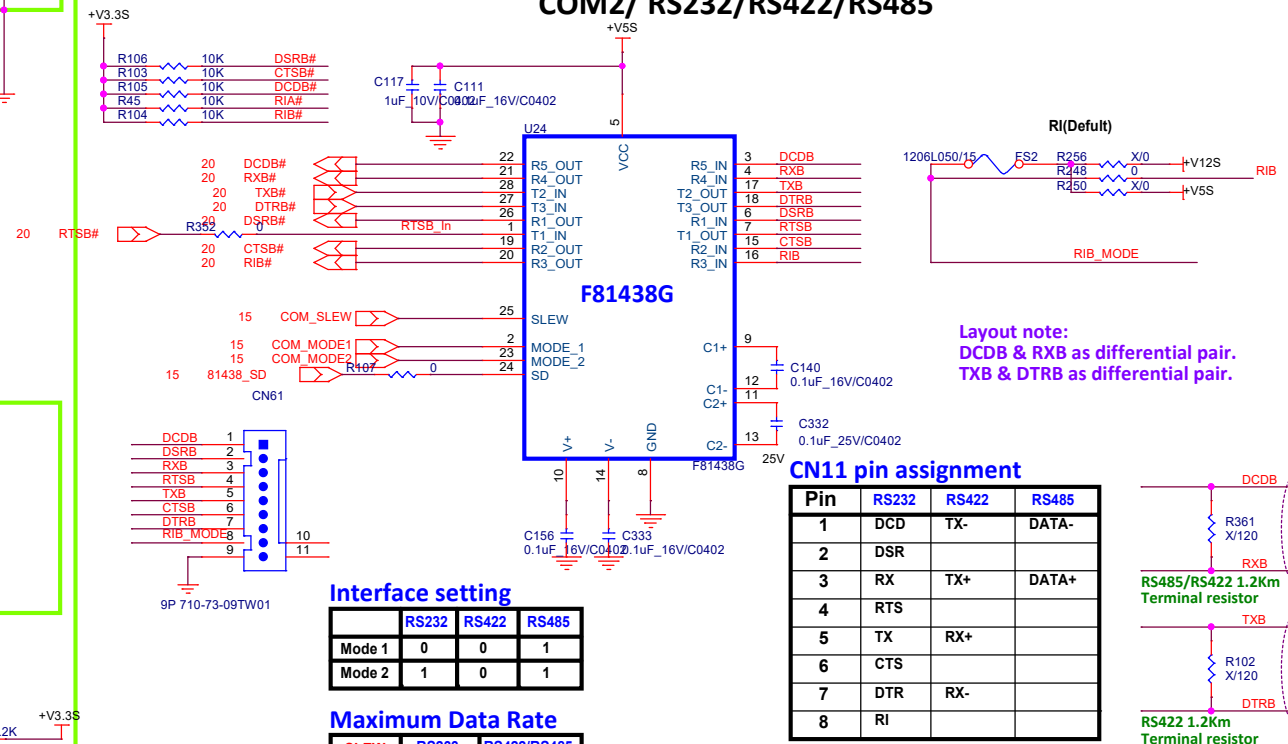 COM2/ RS232/RS422/RS485
+V3.3S
R106 10K DSRB#
R103 10K CTSB#
R105 10K DCDB#
R45 10K RIA#
R104 10K RIB#
+V5S
C117
1uF_10V/C0402
C111
0.1uF_16V/C0402
U24
5
VCC
20 DCDB# 22 R5_OUT
20 RXB# 21 R4_OUT
20 TXB# 28 T2_IN
20 DTRB# 27 T3_IN
20 DSRB# 26 R1_OUT
20 RTSB# R352 0 RTSB_In 1 T1_IN
20 CTSB# 19 R2_OUT
20 RIB# 20 R3_OUT
R5_IN 3 DCDB
R4_IN 4 RXB
T2_OUT 17 TXB
T3_OUT 18 DTRB
R1_IN 6 DSRB
T1_OUT 7 RTSB
R2_IN 15 CTSB
R3_IN 16 RIB
F81438G
15 COM_SLEW 25 SLEW
15 COM_MODE1 2 MODE_1
15 COM_MODE2 23 MODE_2
15 81438_SD R107 0 24 SD
C1+ 9
C140
0.1uF_16V/C0402
C1- 12
C2+ 11
C332
0.1uF_25V/C0402
C2- 13
25V
F81438G
V+ V- GND
10 14 8
C156
0.1uF_16V/C0402
C333
0.1uF_16V/C0402
RI(Defult)
1206L050/15 FS2
R256 X/0 +V12S
R248 0 RIB
R250 X/0 +V5S
RIB_MODE
Layout note:
DCDB & RXB as differential pair.
TXB & DTRB as differential pair.
CN61
DCDB 1
DSRB 2
RXB 3
RTSB 4
TXB 5
CTSB 6
DTRB 7
RIB_MODE 8
9
10
11
9P 710-73-09TW01
Interface setting
RS232 RS422 RS485
Mode 1 0 0 1
Mode 2 1 0 1
Maximum Data Rate
CN11 pin assignment
Pin RS232 RS422 RS485
1 DCD TX- DATA-
2 DSR
3 RX TX+ DATA+
4 RTS
5 TX RX+
6 CTS
7 DTR RX-
8 RI
DCDB
R361
X/120
RXB
RS485/RS422 1.2Km
Terminal resistor
TXB
R102
X/120
DTRB
RS422 1.2Km
Terminal resistor
+V3.3S
.2K